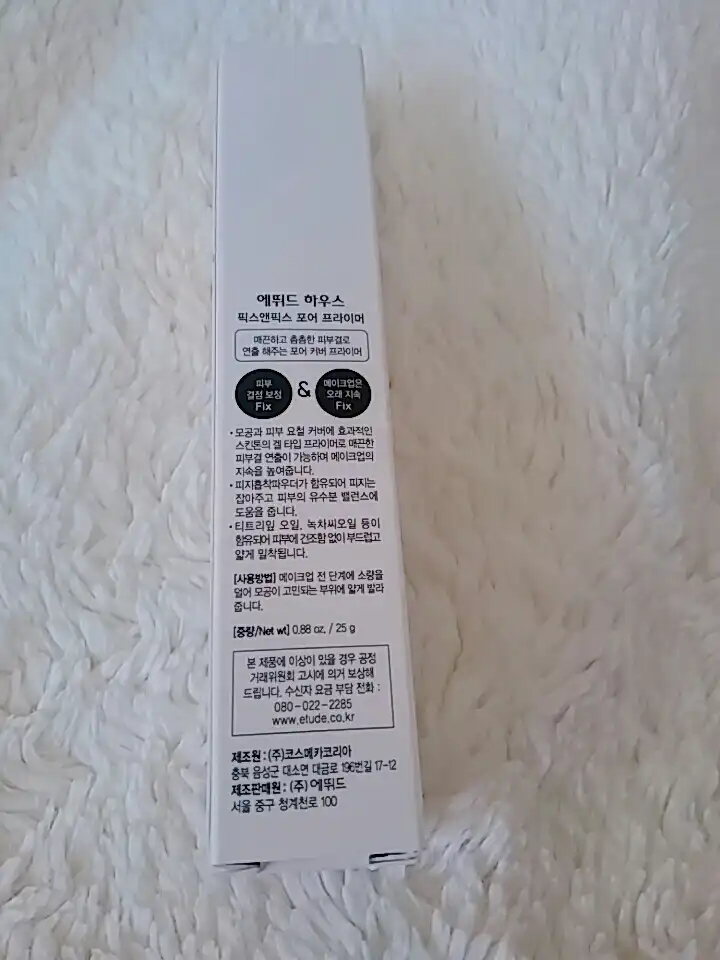 에뛰드 하우스
픽스앤픽스 포어 프라이머
매끈하고 촘촘한 피부결로
연출 해주는 포어 커버 프라이머
피부
결점 보정
Fix
&
메이크업은
오래 지속
Fix
• 모공과 피부 요철 커버에 효과적인
스킨톤의 겔 타입 프라이머로 매끈한
피부결 연출이 가능하며 메이크업의
지속을 높여줍니다.
• 피지흡착파우더가 함유되어 피지는
잡아주고 피부의 유수분 밸런스에
도움을 줍니다.
• 티트리잎 오일, 녹차씨오일 등이
함유되어 피부에 건조함 없이 부드럽고
얇게 밀착됩니다.
[사용방법] 메이크업 전 단계에 소량을
덜어 모공이 고민되는 부위에 얇게 발라
줍니다.
[중량/Net wt] 0.88 oz. / 25 g
본 제품에 이상이 있을 경우 공정
거래위원회 고시에 의거 보상해
드립니다. 수신자 요금 부담 전화 :
080-022-2285
www.etude.co.kr
제조원 : (주)코스메카코리아
충북 음성군 대소면 대금로 196번길 17-12
제조판매원 : (주) 에뛰드
서울 중구 청계천로 100